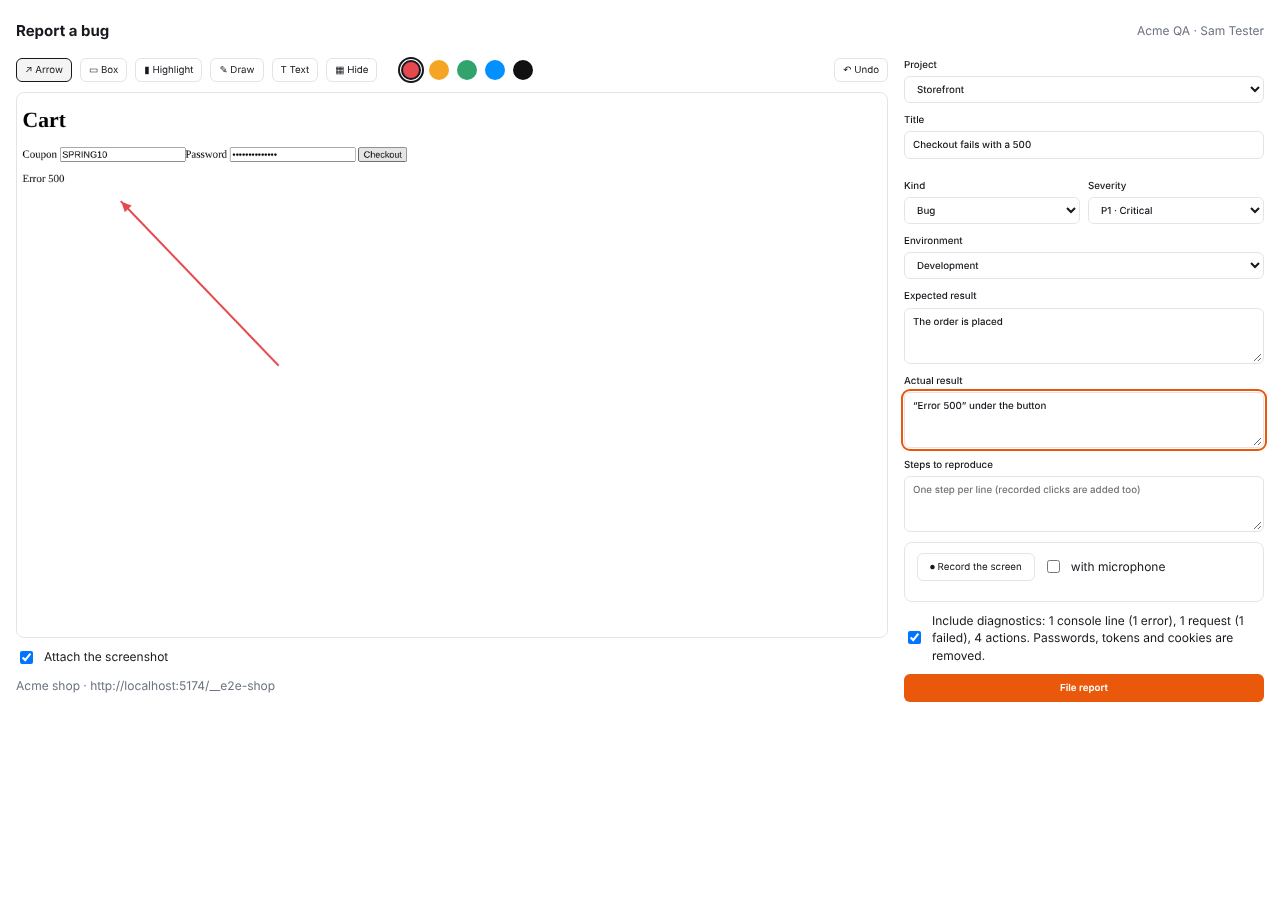 Report a bug
Acme QA · Sam Tester
↗ Arrow
▭ Box
▮ Highlight
✎ Draw
T Text
▦ Hide
↶ Undo
Cart
Coupon SPRING10 Password •••••••••••••• Checkout
Error 500
Attach the screenshot
Acme shop · http://localhost:5174/__e2e-shop
Project
Storefront
Title
Checkout fails with a 500
Kind
Severity
Bug
P1 · Critical
Environment
Development
Expected result
The order is placed
Actual result
“Error 500” under the button
Steps to reproduce
One step per line (recorded clicks are added too)
● Record the screen
with microphone
Include diagnostics: 1 console line (1 error), 1 request (1
failed), 4 actions. Passwords, tokens and cookies are
removed.
File report